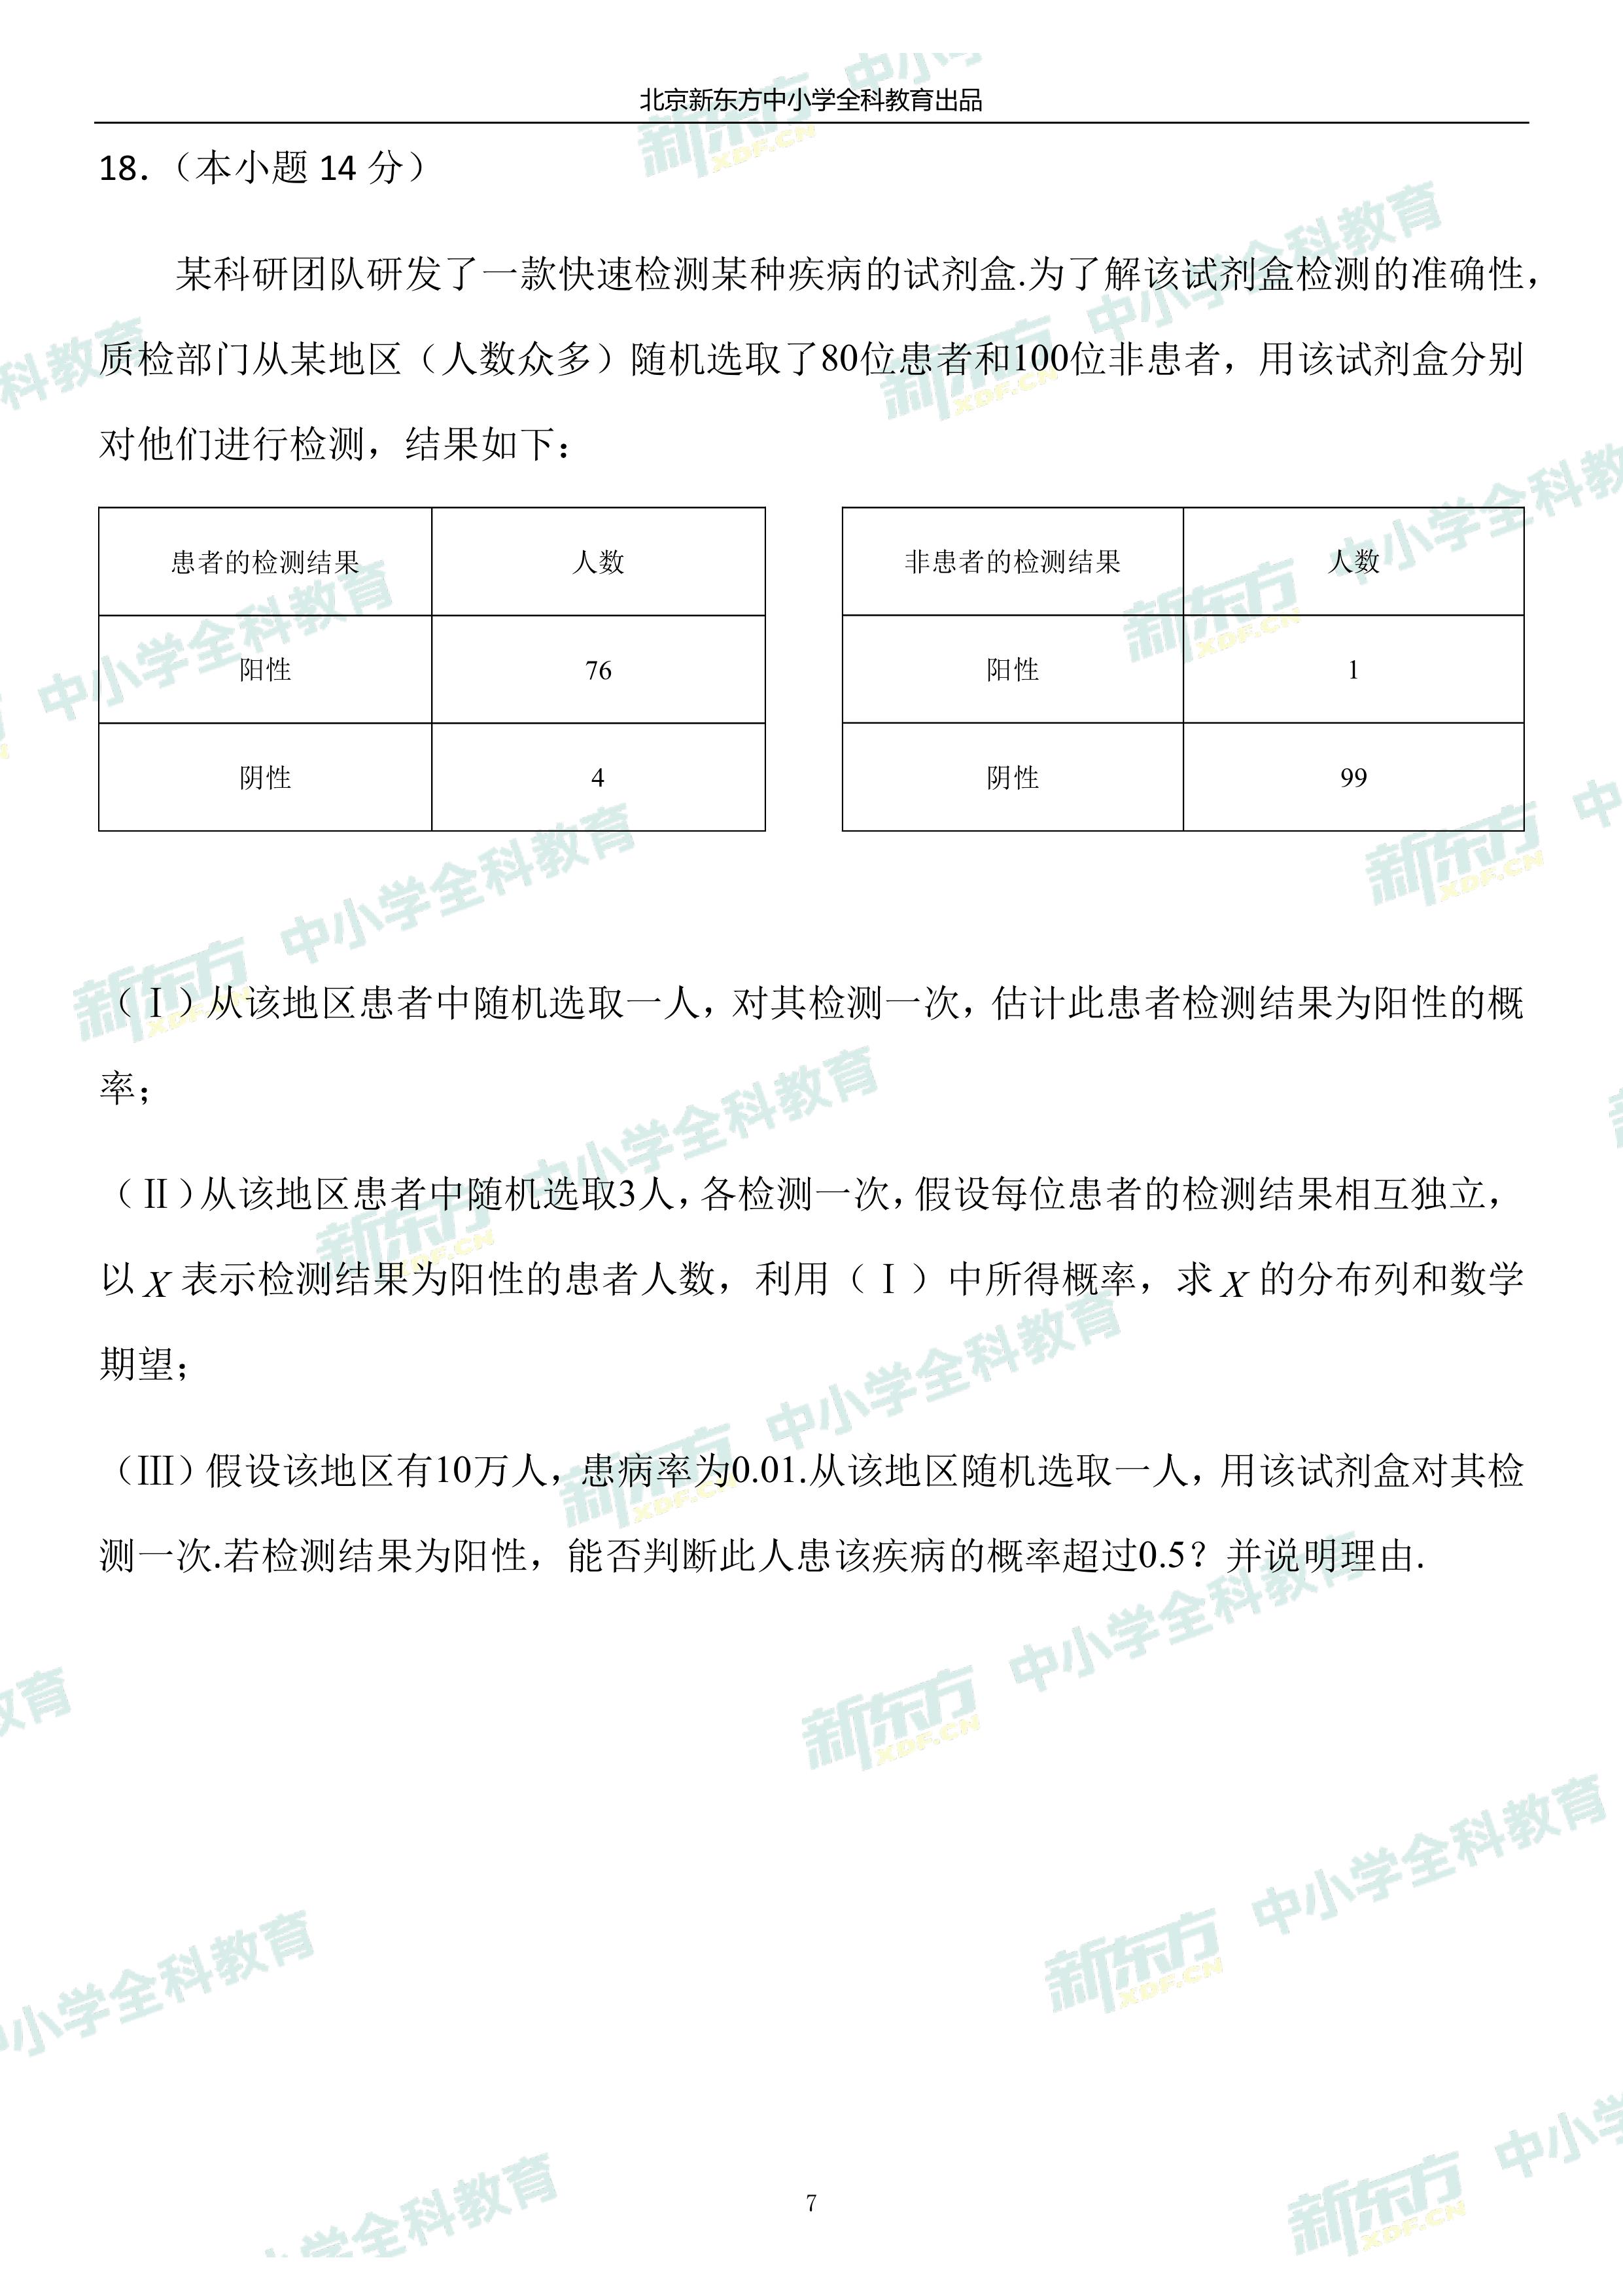 北京新东方中小学全科教育出品
18.（本小题 14 分）
某科研团队研发了一款快速检测某种疾病的试剂盒.为了解该试剂盒检测的准确性，
质检部门从某地区（人数众多）随机选取了80位患者和100位非患者，用该试剂盒分别
对他们进行检测，结果如下：
患者的检测结果 人数
阳性 76
阴性 4
非患者的检测结果 人数
阳性 1
阴性 99
（Ⅰ）从该地区患者中随机选取一人，对其检测一次，估计此患者检测结果为阳性的概
率；
（Ⅱ）从该地区患者中随机选取3人，各检测一次，假设每位患者的检测结果相互独立，
以 X 表示检测结果为阳性的患者人数，利用（Ⅰ）中所得概率，求 X 的分布列和数学
期望；
（Ⅲ）假设该地区有10万人，患病率为0.01.从该地区随机选取一人，用该试剂盒对其检
测一次.若检测结果为阳性，能否判断此人患该疾病的概率超过0.5？并说明理由.
7
新东方 XDF.CN 中小学全科教育